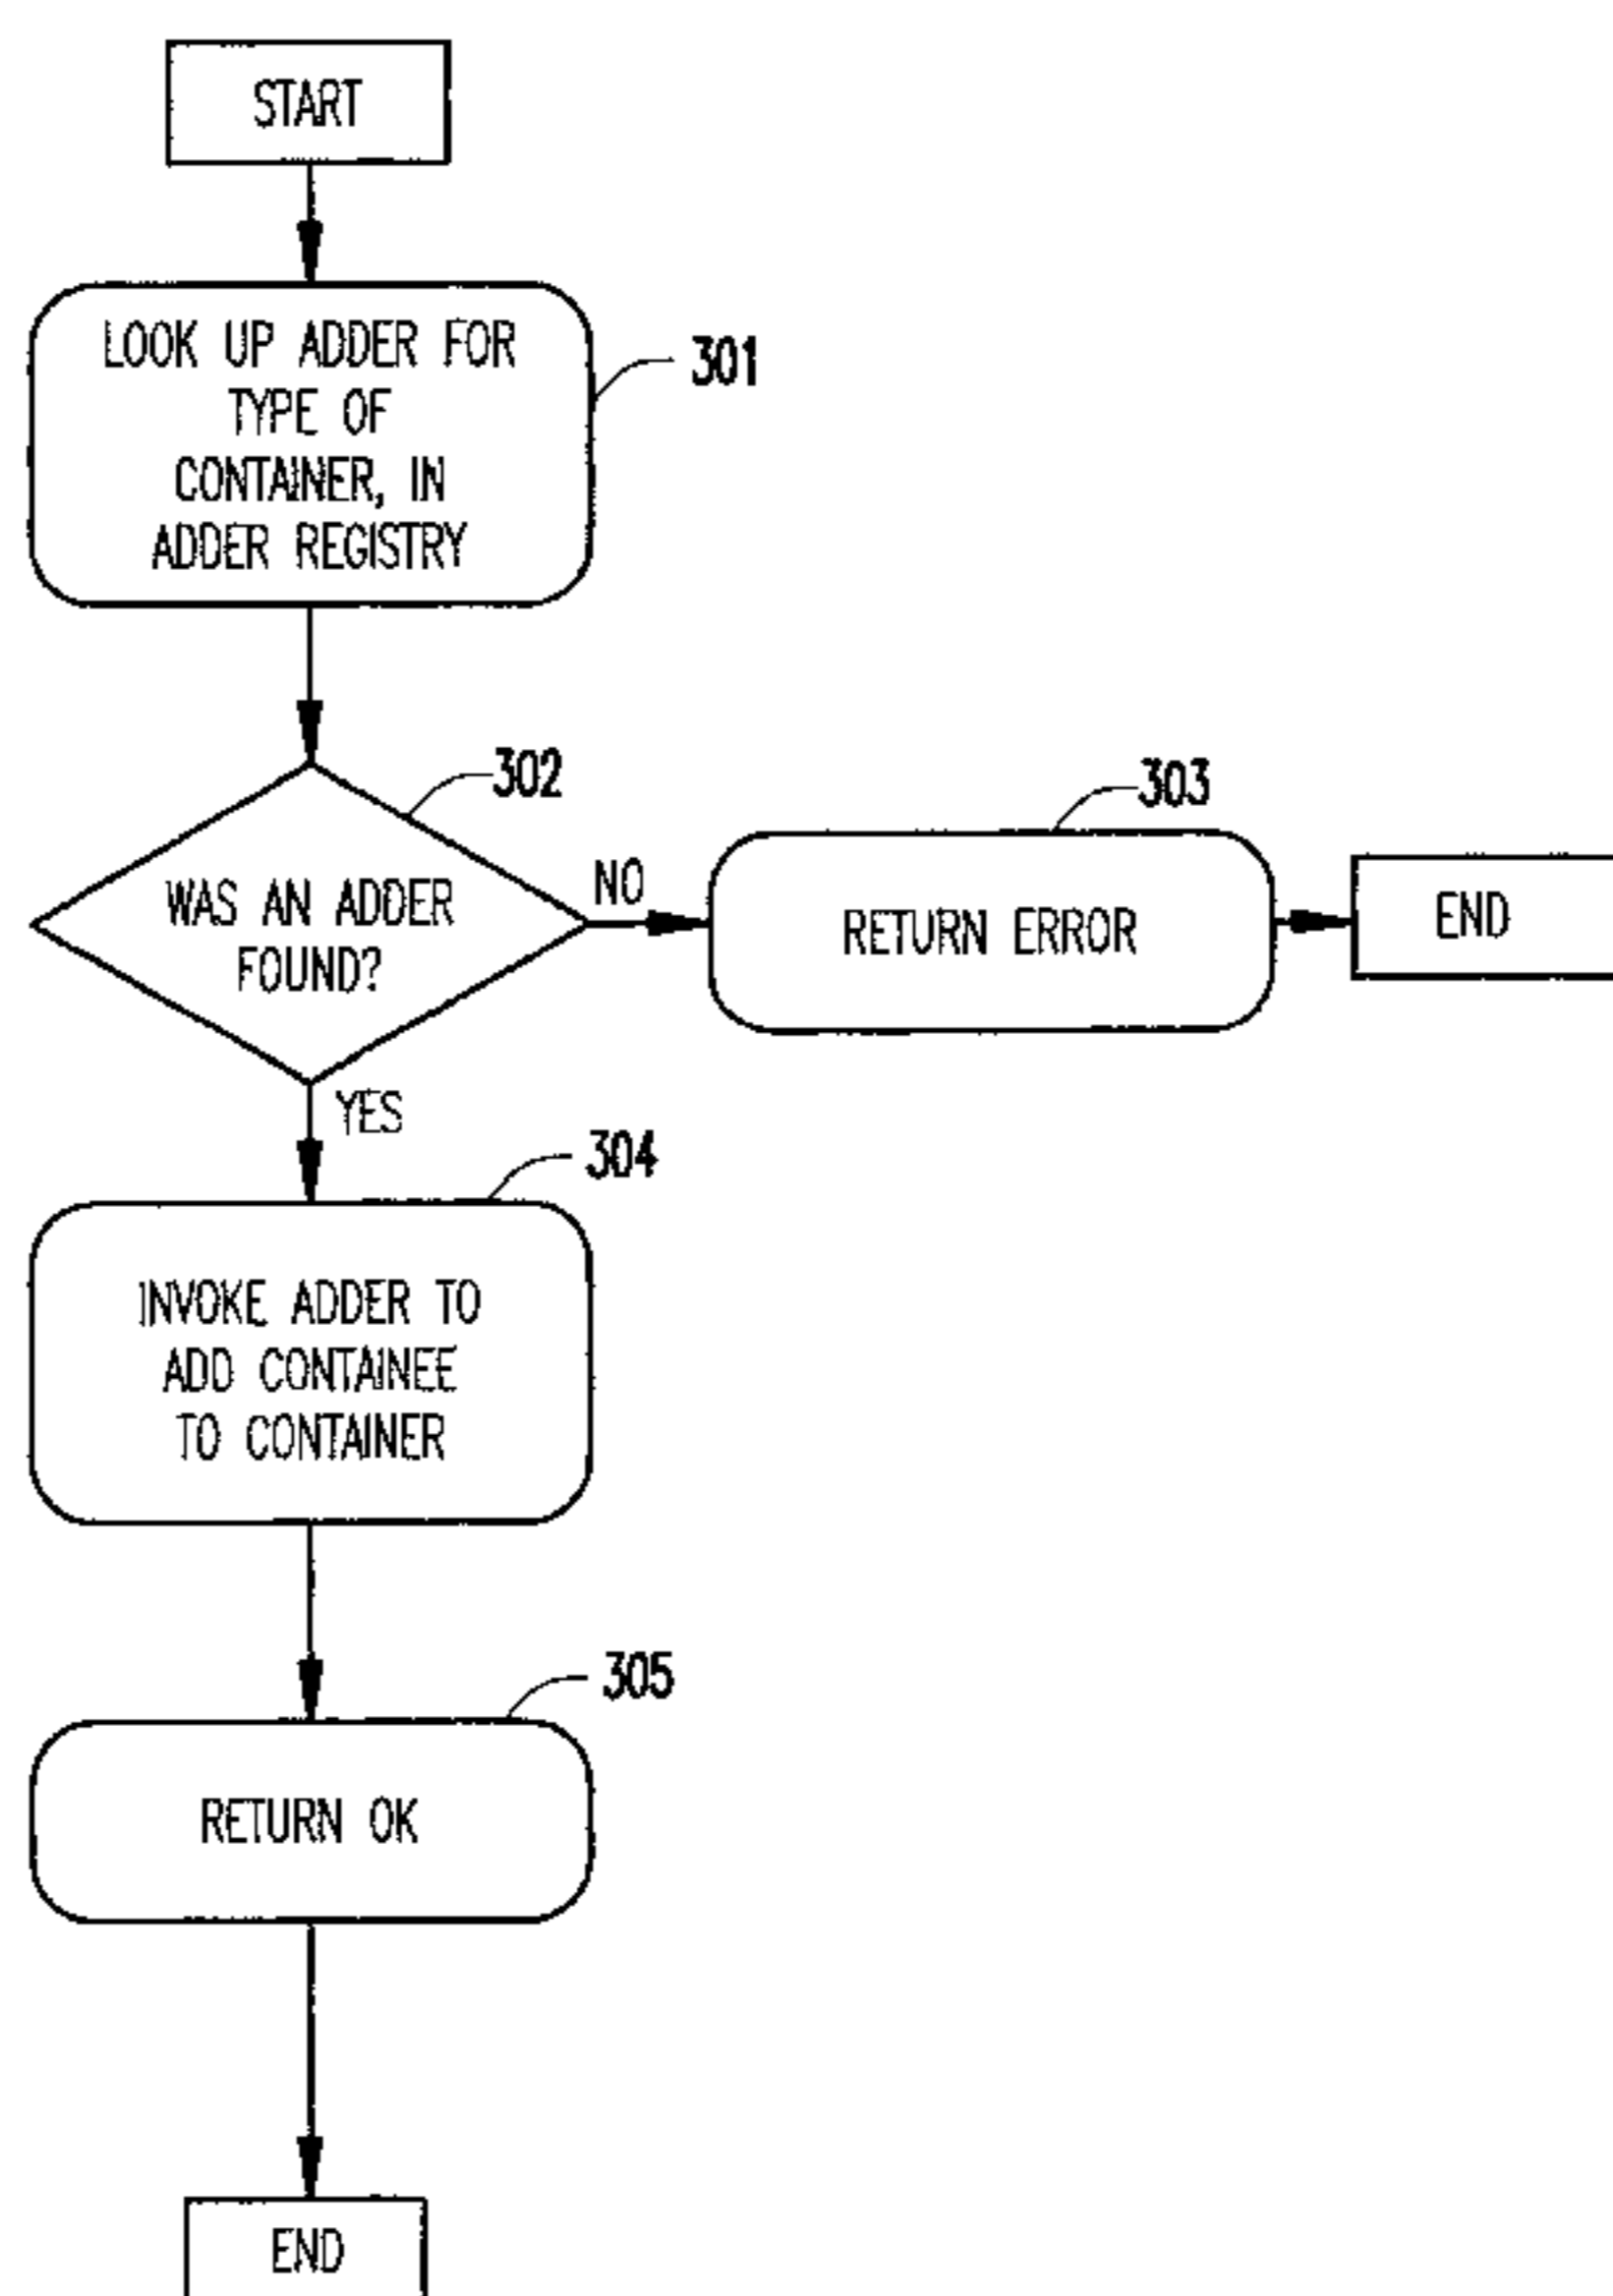 START
LOOK UP ADDER FOR
TYPE OF
CONTAINER, IN
ADDER REGISTRY
301
302
WAS AN ADDER
FOUND?
NO
303
RETURN ERROR
END
YES
304
INVOKE ADDER TO
ADD CONTAINEE
TO CONTAINER
305
RETURN OK
END